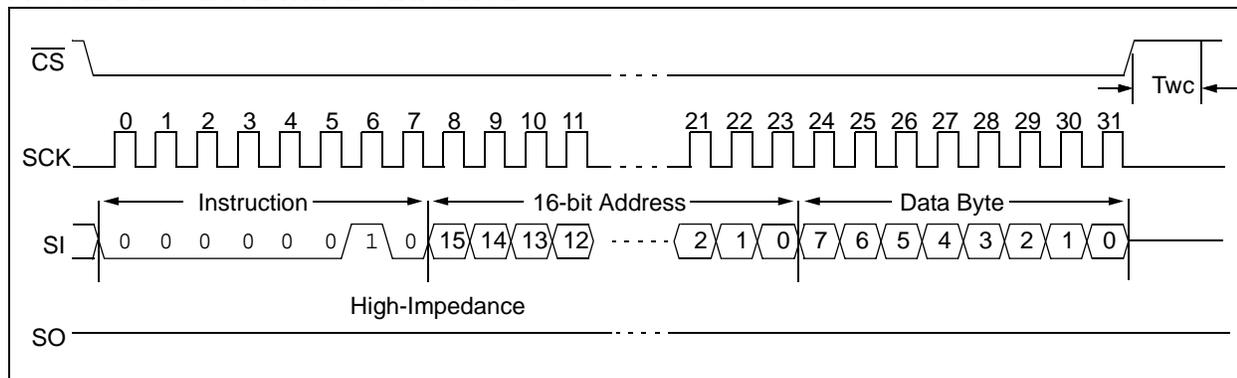 CS
Twc
0 1 2 3 4 5 6 7 8 9 10 11 21 22 23 24 25 26 27 28 29 30 31
SCK
Instruction 16-bit Address Data Byte
SI 0 0 0 0 0 0 1 0 15 14 13 12 2 1 0 7 6 5 4 3 2 1 0
High-Impedance
SO